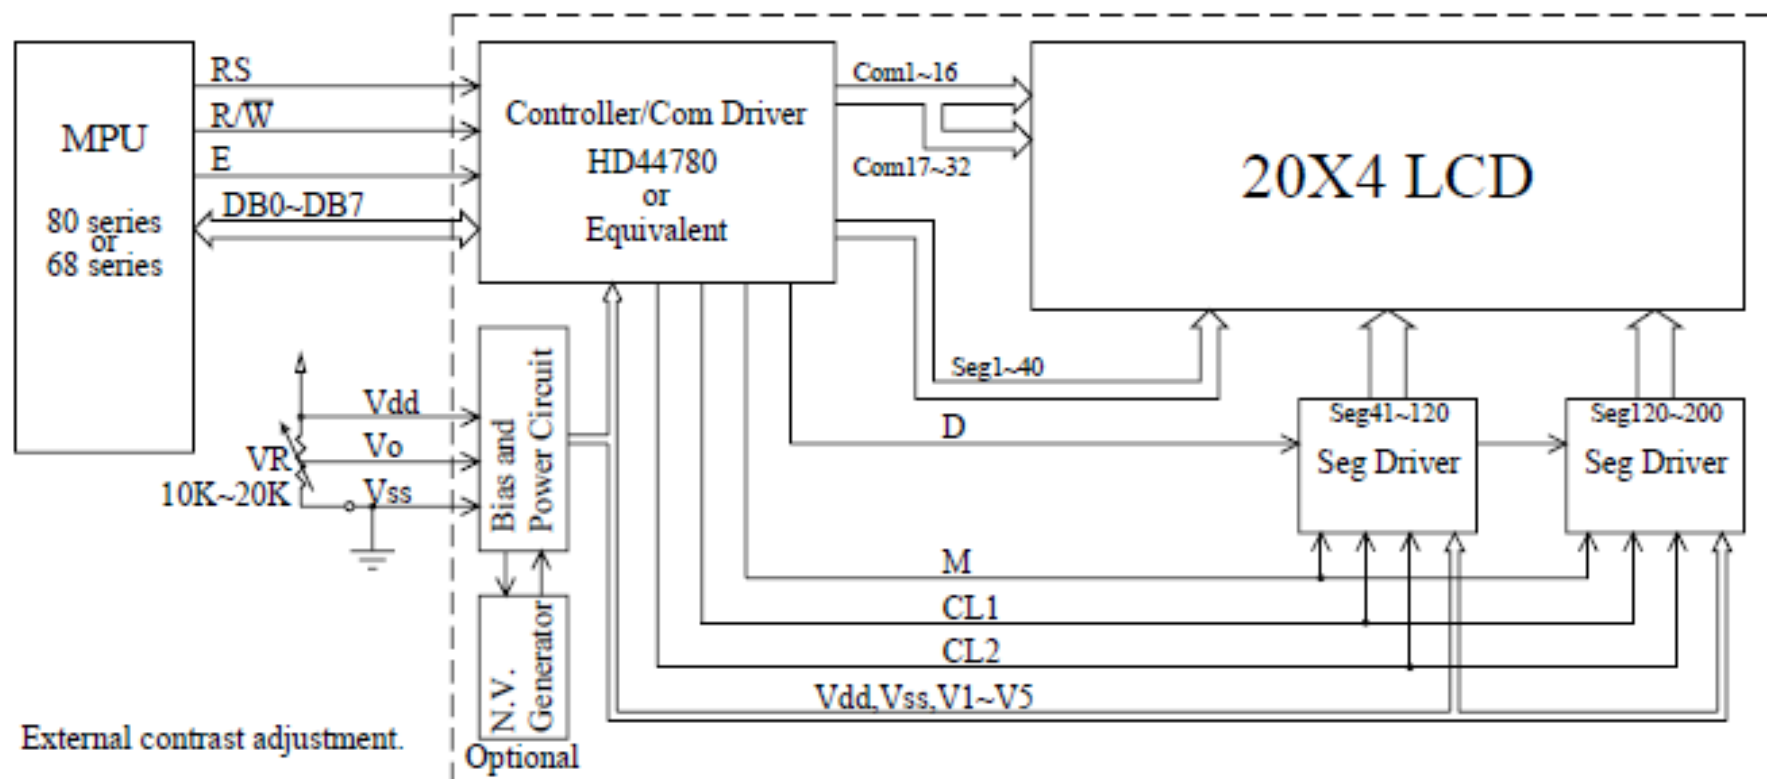 MPU
80 series
or
68 series
RS
R/W̅
E
DB0~DB7
Controller/Com Driver
HD44780
or
Equivalent
Com1~16
Com17~32
20X4 LCD
Seg1~40
D
Seg41~120
Seg Driver
Seg120~200
Seg Driver
Vdd
Vo
Vss
VR
10K~20K
Bias and
Power Circuit
M
CL1
CL2
Vdd,Vss,V1~V5
N.V.
Generator
Optional
External contrast adjustment.